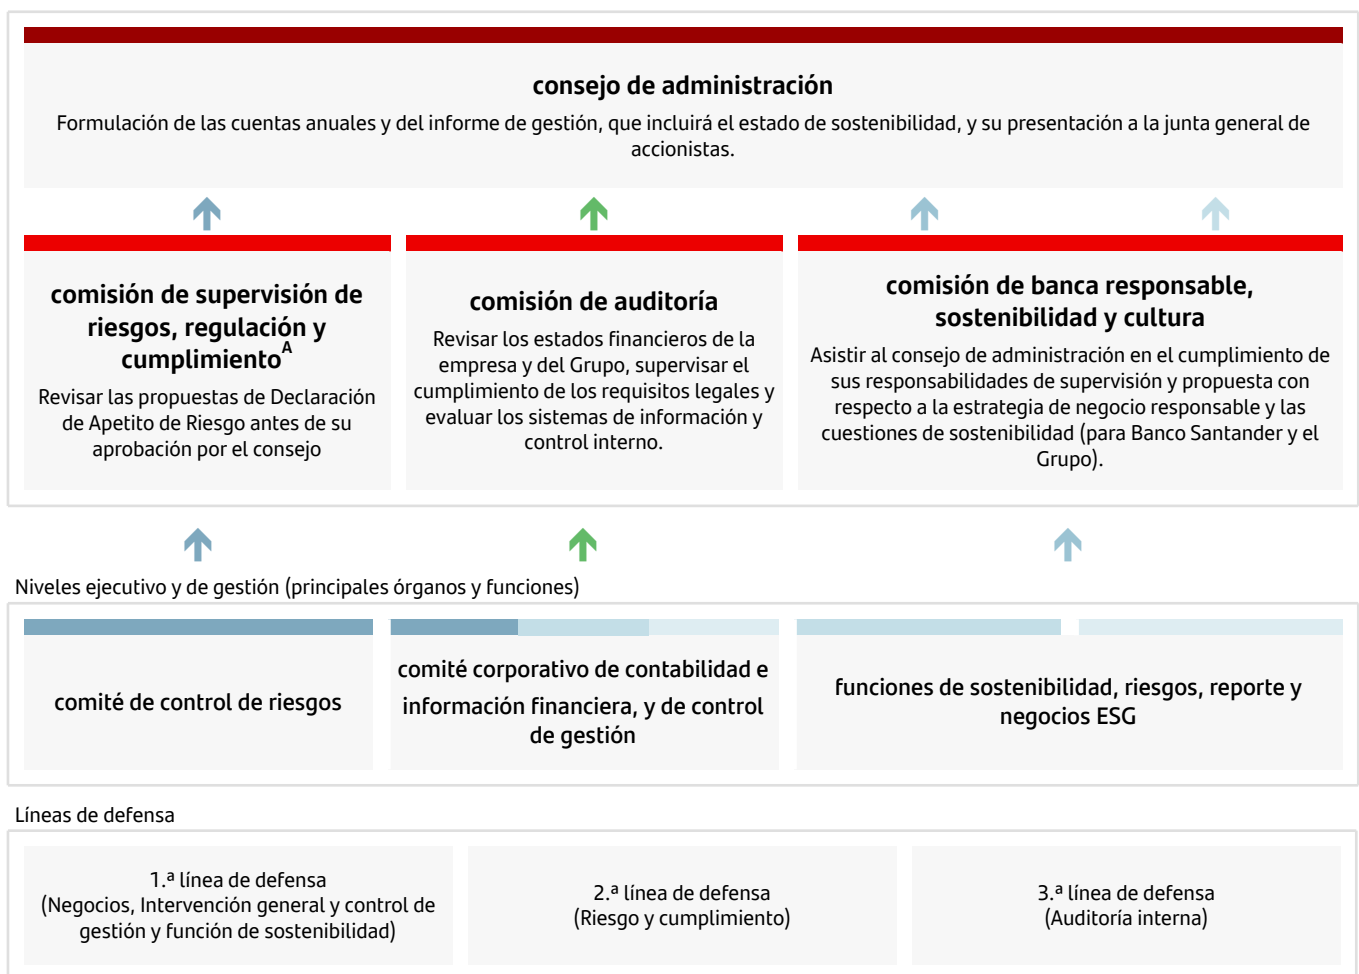 consejo de administración
Formulación de las cuentas anuales y del informe de gestión, que incluirá el estado de sostenibilidad, y su presentación a la junta general de
accionistas.
comisión de supervisión de
riesgos, regulación y
cumplimientoA
Revisar las propuestas de Declaración
de Apetito de Riesgo antes de su
aprobación por el consejo
comisión de auditoría
Revisar los estados financieros de la
empresa y del Grupo, supervisar el
cumplimiento de los requisitos legales y
evaluar los sistemas de información y
control interno.
comisión de banca responsable,
sostenibilidad y cultura
Asistir al consejo de administración en el cumplimiento de
sus responsabilidades de supervisión y propuesta con
respecto a la estrategia de negocio responsable y las
cuestiones de sostenibilidad (para Banco Santander y el
Grupo).
Niveles ejecutivo y de gestión (principales órganos y funciones)
comité de control de riesgos
comité corporativo de contabilidad e
información financiera, y de control
de gestión
funciones de sostenibilidad, riesgos, reporte y
negocios ESG
Líneas de defensa
1.ª línea de defensa
(Negocios, Intervención general y control de
gestión y función de sostenibilidad)
2.ª línea de defensa
(Riesgo y cumplimiento)
3.ª línea de defensa
(Auditoría interna)